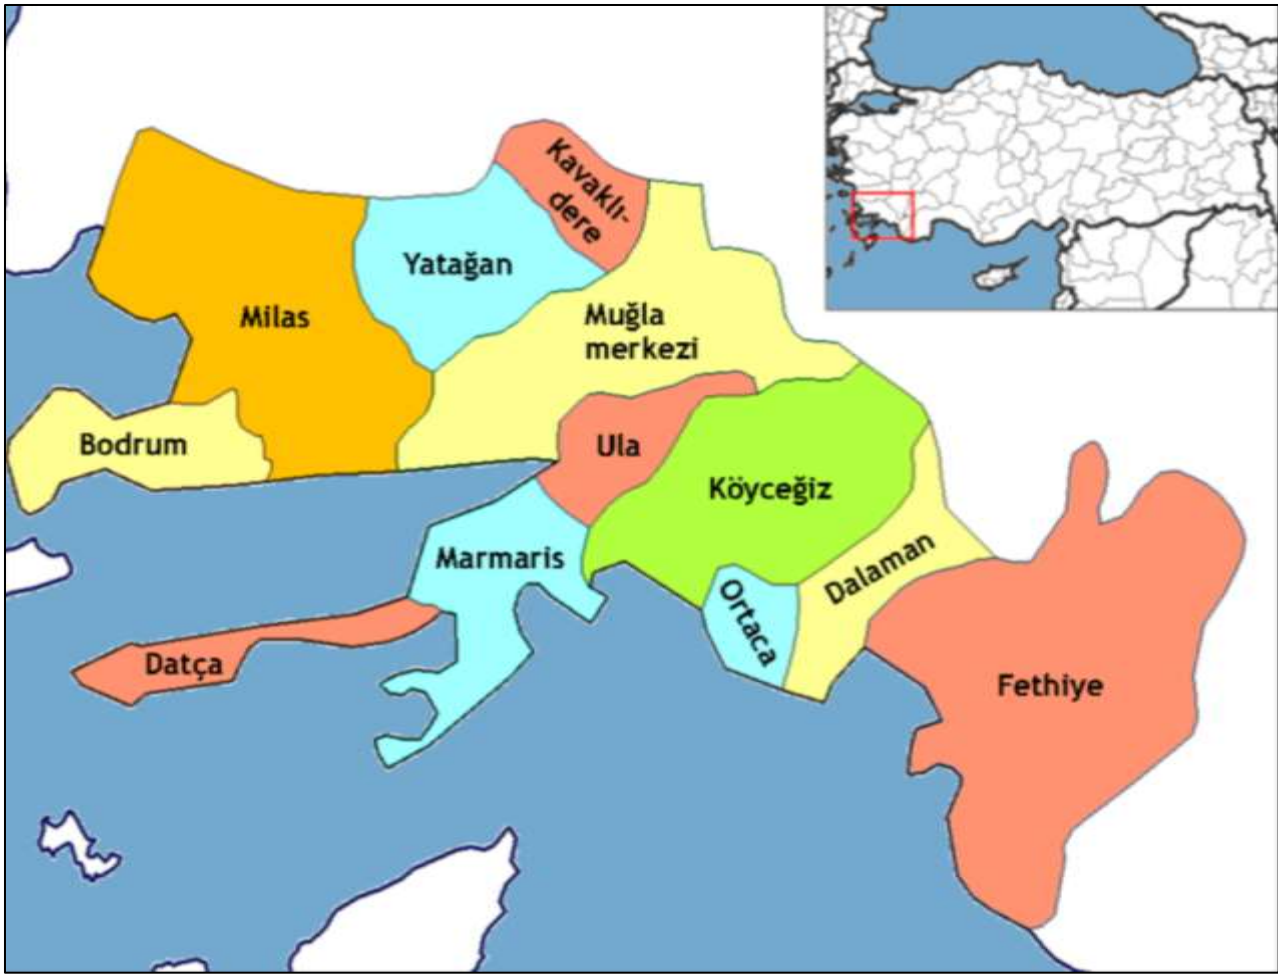 Kavaklı-
dere
Yatağan
Milas
Muğla
merkezi
Bodrum
Ula
Köyceğiz
Marmaris
Dalaman
Ortaca
Datça
Fethiye